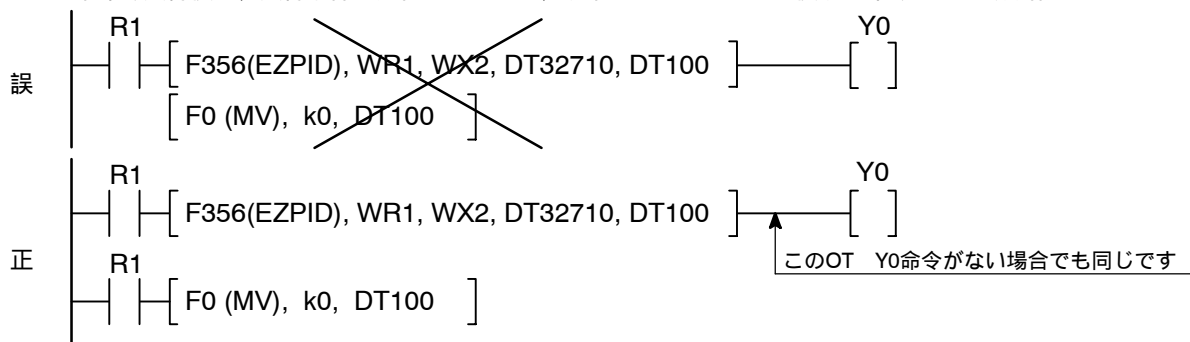 R1 Y0
誤 F356(EZPID), WR1, WX2, DT32710, DT100
F0 (MV), k0, DT100
R1 Y0
正 F356(EZPID), WR1, WX2, DT32710, DT100
このOT Y0命令がない場合でも同じです
R1
F0 (MV), k0, DT100